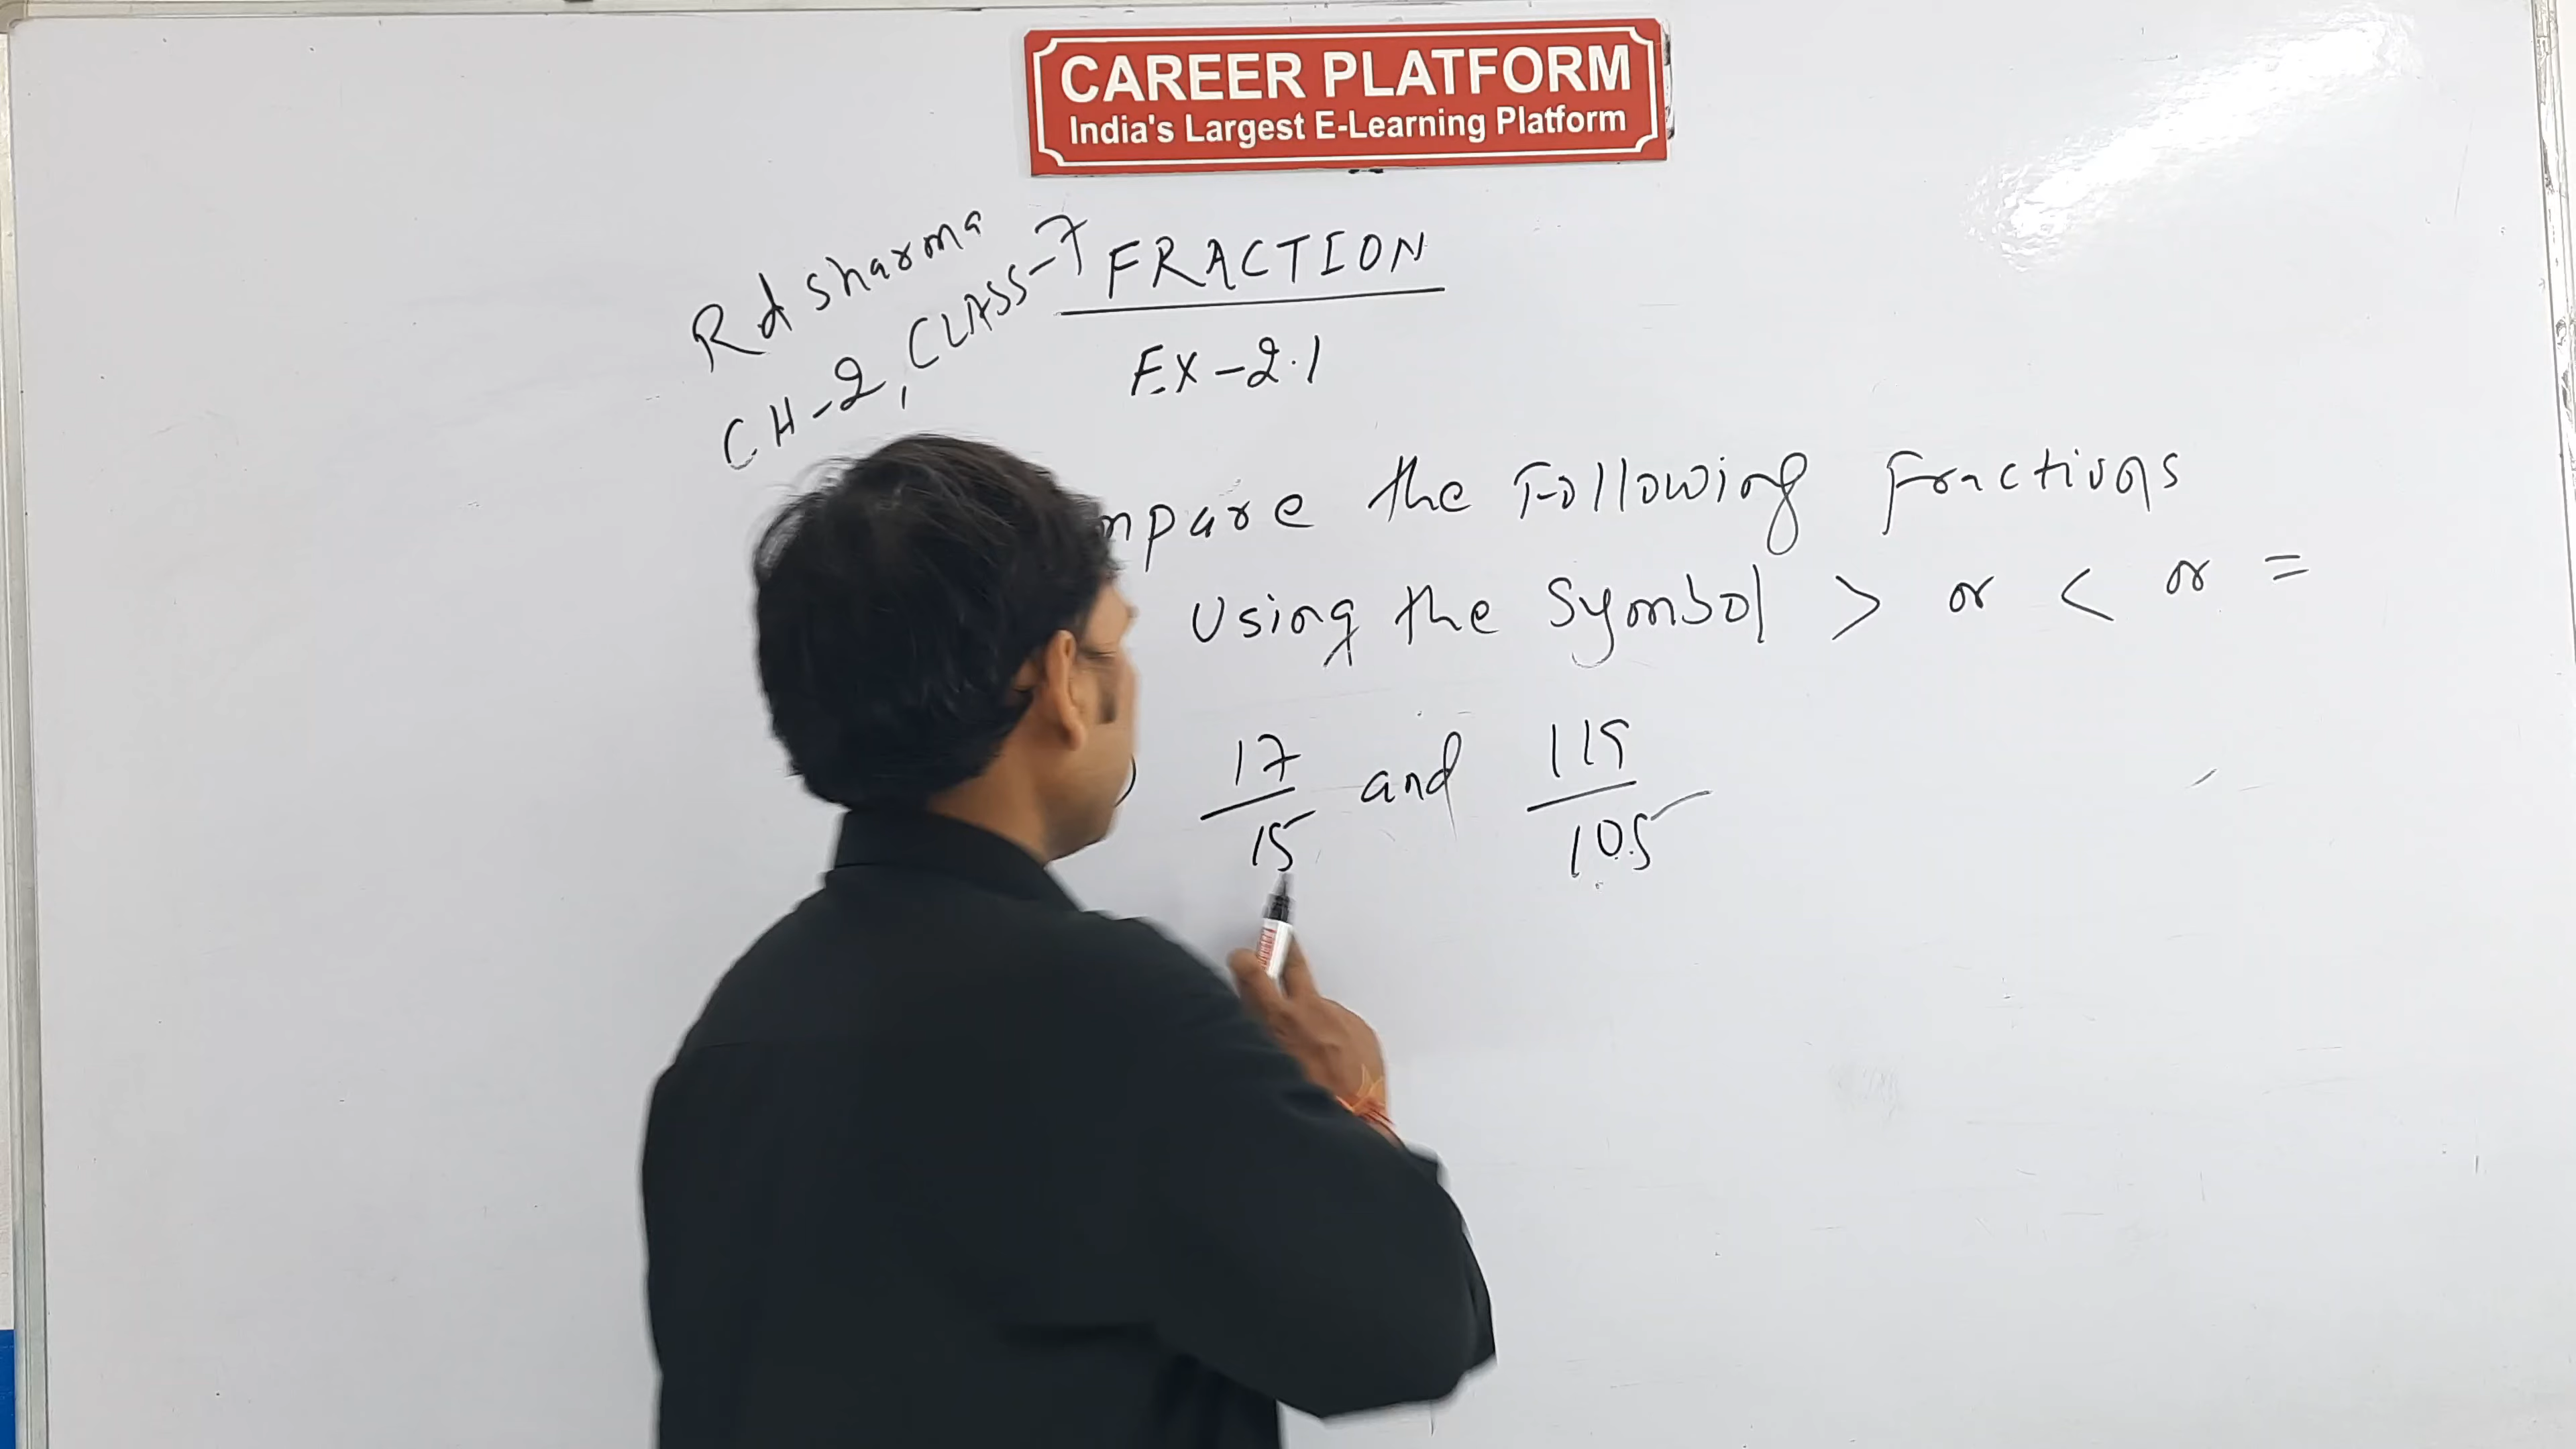 CAREER PLATFORM
India's Largest E-Learning Platform
Rd sharma
CH-2, CLASS-7
FRACTION
EX-2.1
mpare the Following Fractions
Using the Symbol > or < or =
) 17/15 and 119/105